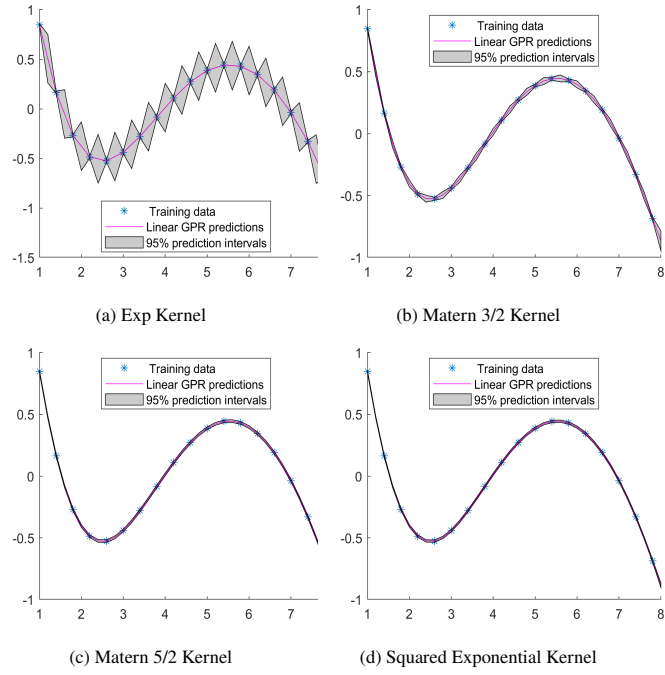 1
0.5
0
-0.5
-1
-1.5
1 2 3 4 5 6 7
Training data
Linear GPR predictions
95% prediction intervals
(a) Exp Kernel
1
0.5
0
-0.5
-1
1 2 3 4 5 6 7 8
Training data
Linear GPR predictions
95% prediction intervals
(b) Matern 3/2 Kernel
1
0.5
0
-0.5
-1
1 2 3 4 5 6 7
Training data
Linear GPR predictions
95% prediction intervals
(c) Matern 5/2 Kernel
1
0.5
0
-0.5
-1
1 2 3 4 5 6 7 8
Training data
Linear GPR predictions
95% prediction intervals
(d) Squared Exponential Kernel